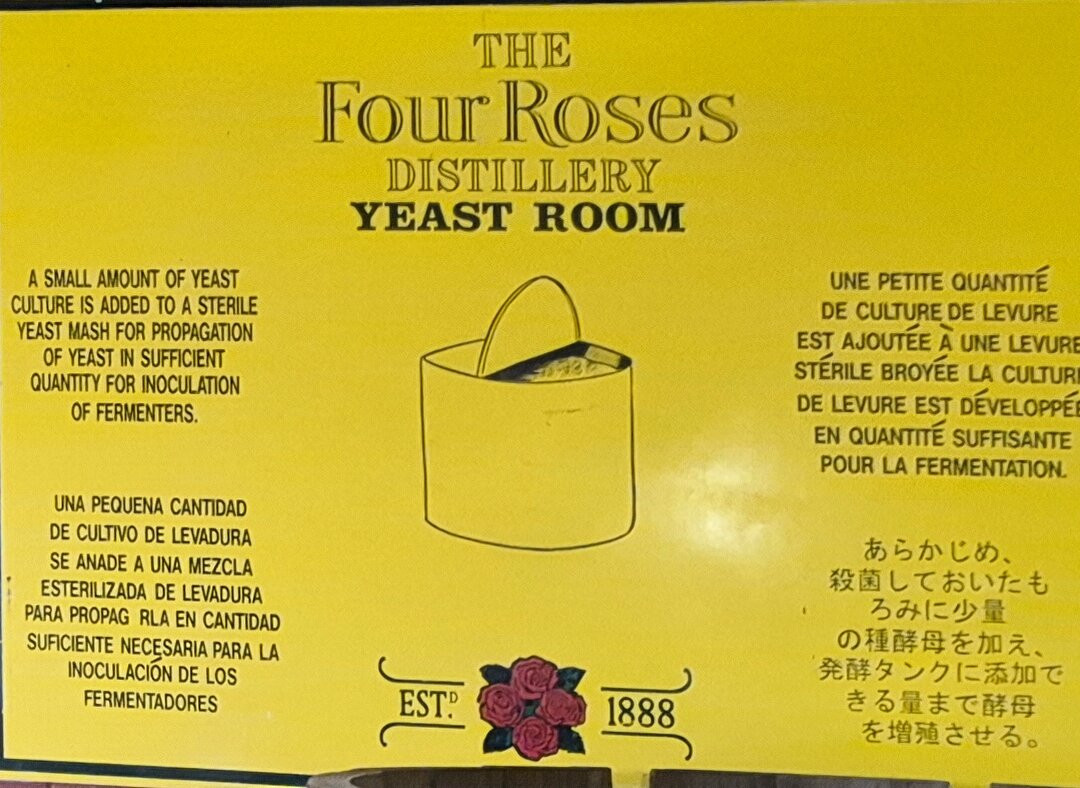 THE
Four Roses
DISTILLERY
YEAST ROOM
A SMALL AMOUNT OF YEAST
CULTURE IS ADDED TO A STERILE
YEAST MASH FOR PROPAGATION
OF YEAST IN SUFFICIENT
QUANTITY FOR INOCULATION
OF FERMENTERS.
UNA PEQUENA CANTIDAD
DE CULTIVO DE LEVADURA
SE ANADE A UNA MEZCLA
ESTERILIZADA DE LEVADURA
PARA PROPAG RLA EN CANTIDAD
SUFICIENTE NECESARIA PARA LA
INOCULACIÓN DE LOS
FERMENTADORES
UNE PETITE QUANTITÉ
DE CULTURE DE LEVURE
EST AJOUTÉE À UNE LEVURE
STÉRILE BROYÉE LA CULTURE
DE LEVURE EST DÉVELOPPÉE
EN QUANTITÉ SUFFISANTE
POUR LA FERMENTATION.
あらかじめ、
殺菌しておいたも
ろみに少量
の種酵母を加え、
発酵タンクに添加で
きる量まで酵母
を増殖させる。
EST.D 1888